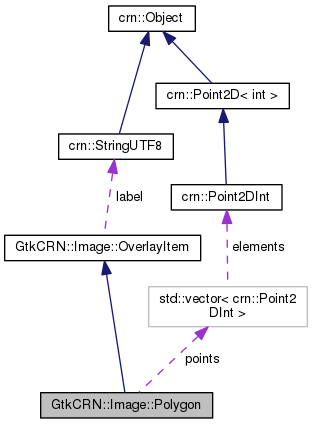 crn::Object
crn::Point2D< int >
crn::StringUTF8
label
crn::Point2DInt
GtkCRN::Image::OverlayItem
elements
std::vector< crn::Point2
DInt >
points
GtkCRN::Image::Polygon